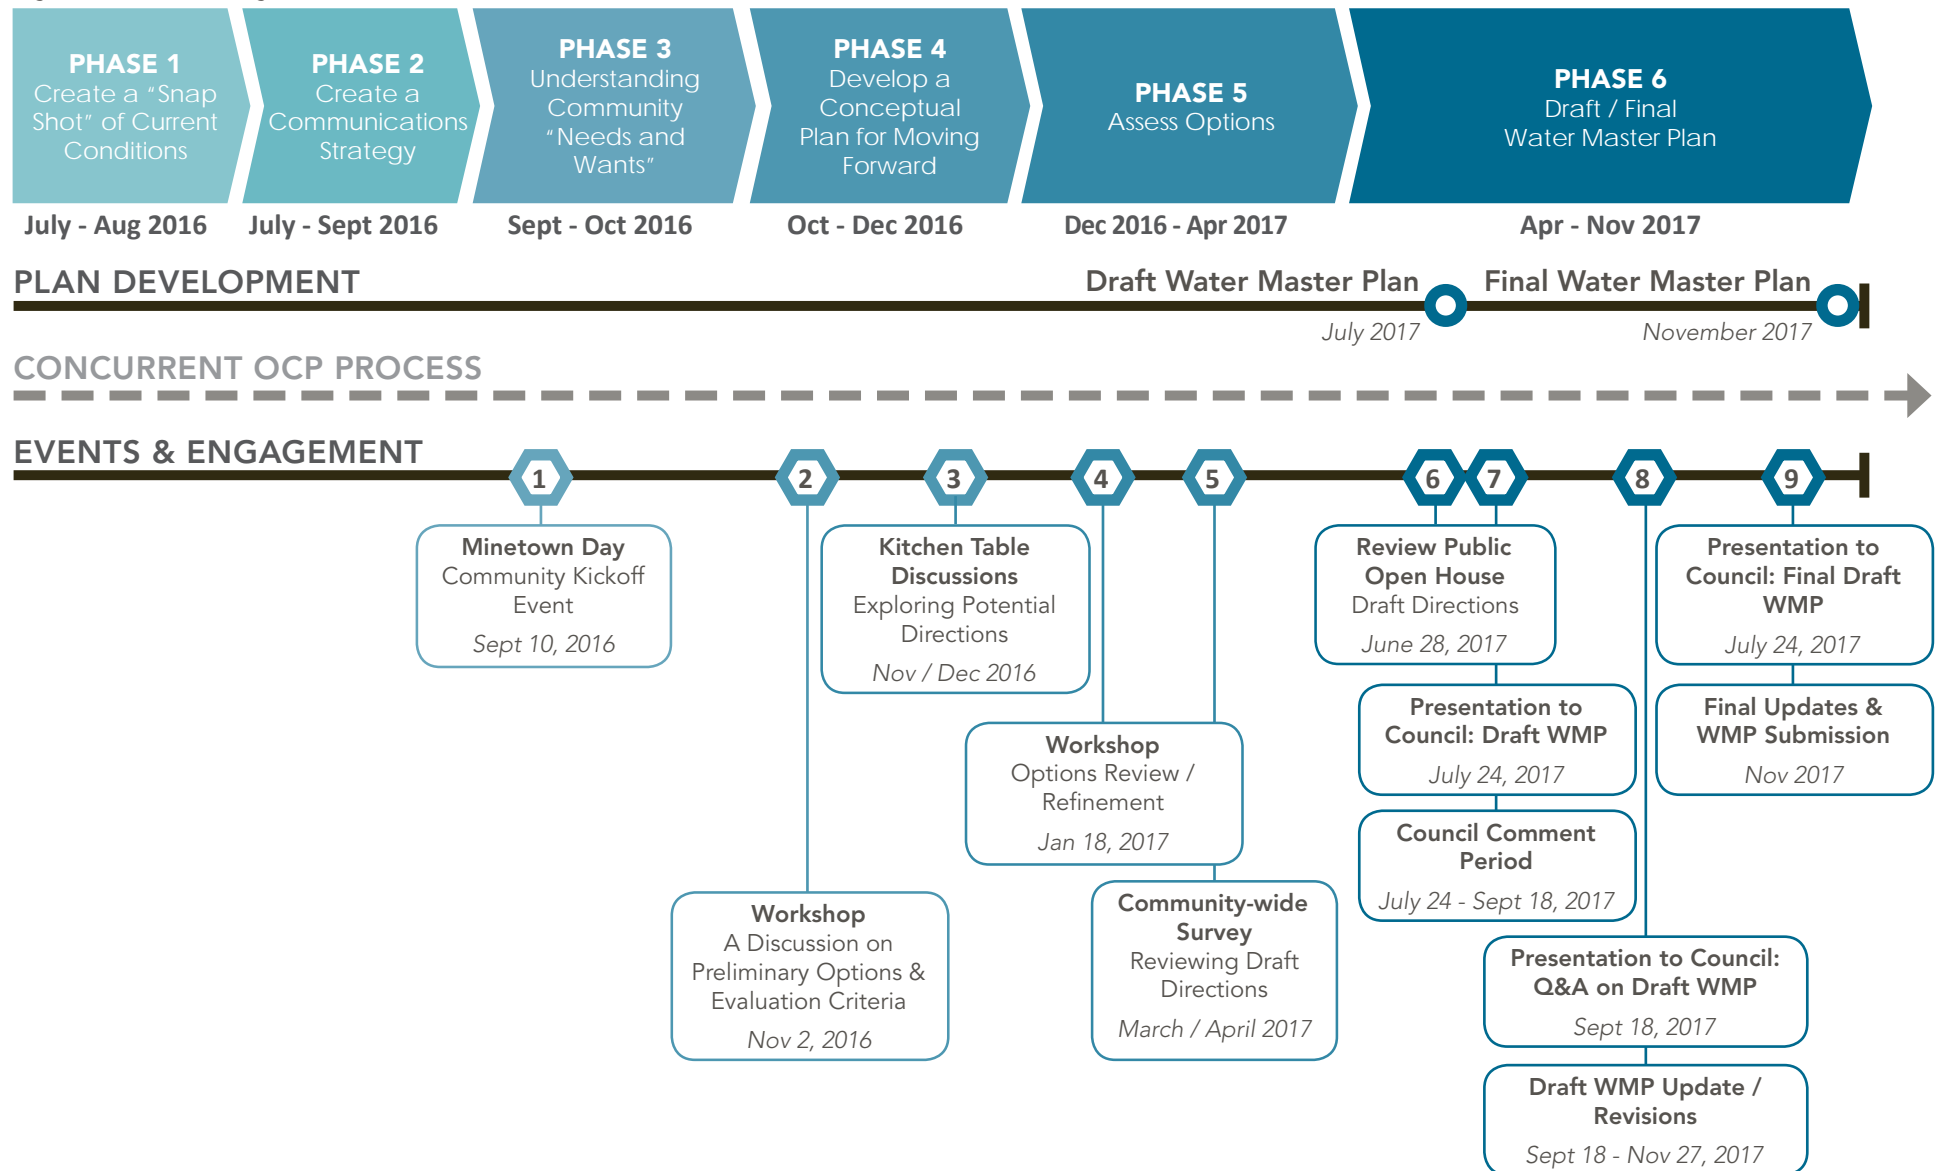 PHASE 1
Create a "Snap
Shot" of Current
Conditions
PHASE 2
Create a
Communications
Strategy
PHASE 3
Understanding
Community
"Needs and
Wants"
PHASE 4
Develop a
Conceptual
Plan for Moving
Forward
PHASE 5
Assess Options
PHASE 6
Draft / Final
Water Master Plan
July - Aug 2016
July - Sept 2016
Sept - Oct 2016
Oct - Dec 2016
Dec 2016 - Apr 2017
Apr - Nov 2017
PLAN DEVELOPMENT
Draft Water Master Plan
July 2017
Final Water Master Plan
November 2017
CONCURRENT OCP PROCESS
EVENTS & ENGAGEMENT
1
2
3
4
5
6
7
8
9
Minetown Day
Community Kickoff
Event
Sept 10, 2016
Workshop
A Discussion on
Preliminary Options &
Evaluation Criteria
Nov 2, 2016
Kitchen Table
Discussions
Exploring Potential
Directions
Nov / Dec 2016
Workshop
Options Review /
Refinement
Jan 18, 2017
Community-wide
Survey
Reviewing Draft
Directions
March / April 2017
Review Public
Open House
Draft Directions
June 28, 2017
Presentation to
Council: Draft WMP
July 24, 2017
Council Comment
Period
July 24 - Sept 18, 2017
Presentation to Council:
Q&A on Draft WMP
Sept 18, 2017
Draft WMP Update /
Revisions
Sept 18 - Nov 27, 2017
Presentation to
Council: Final Draft
WMP
July 24, 2017
Final Updates &
WMP Submission
Nov 2017